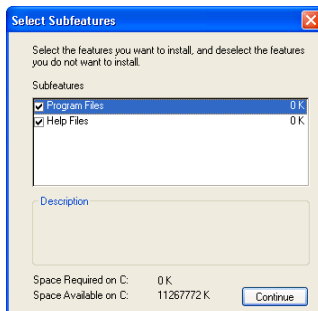 Select Subfeatures
Select the features you want to install, and deselect the features
you do not want to install.
Subfeatures
Program Files 0 K
Help Files 0 K
Description
Space Required on C: 0 K
Space Available on C: 11267772 K
Continue